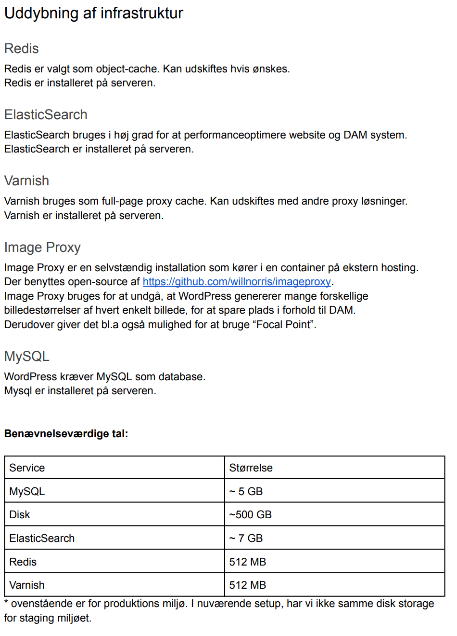 Uddybning af infrastruktur
Redis
Redis er valgt som object-cache. Kan udskiftes hvis ønskes.
Redis er installeret på serveren.
ElasticSearch
ElasticSearch bruges i høj grad for at performanceoptimere website og DAM system.
ElasticSearch er installeret på serveren.
Varnish
Varnish bruges som full-page proxy cache. Kan udskiftes med andre proxy løsninger.
Varnish er installeret på serveren.
Image Proxy
Image Proxy er en selvstændig installation som kører i en container på ekstern hosting.
Der benyttes open-source af https://github.com/willnorris/imageproxy.
Image Proxy bruges for at undgå, at WordPress genererer mange forskellige
billedestørrelser af hvert enkelt billede, for at spare plads i forhold til DAM.
Derudover giver det bl.a også mulighed for at bruge “Focal Point”.
MySQL
WordPress kræver MySQL som database.
Mysql er installeret på serveren.
Benævnelseværdige tal:
Service Størrelse
MySQL ~ 5 GB
Disk ~500 GB
ElasticSearch ~ 7 GB
Redis 512 MB
Varnish 512 MB
* ovenstående er for produktions miljø. I nuværende setup, har vi ikke samme disk storage
for staging miljøet.